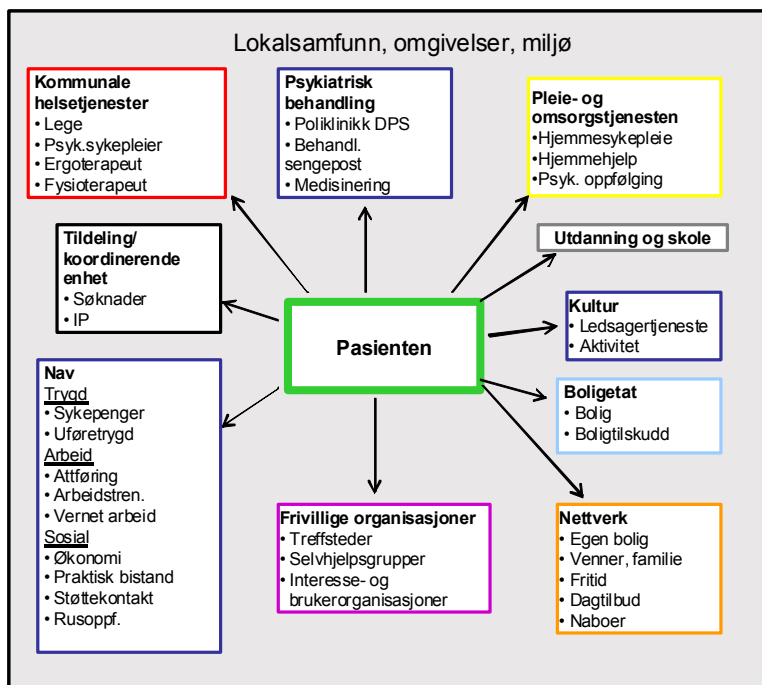 Lokalsamfunn, omgivelser, miljø
Kommunale
helsetjenester
• Lege
• Psyk.sykepleier
• Ergoterapeut
• Fysioterapeut
Psykiatrisk
behandling
• Poliklinikk DPS
• Behandl.
sengepost
• Medisinering
Pleie- og
omsorgstjenesten
•Hjemmesykepleie
•Hjemmehjelp
•Psyk. oppfølging
Tildeling/
koordinerende
enhet
• Søknader
• IP
Utdanning og skole
Pasienten
Kultur
• Ledsagertjeneste
• Aktivitet
Nav
Trygd
• Sykepenger
• Uføretrygd
Arbeid
• Attføring
• Arbeidstren.
• Vernet arbeid
Sosial
• Økonomi
• Praktisk bistand
• Støttekontakt
• Rusoppf.
Boligetat
• Bolig
• Boligtilskudd
Frivillige organisasjoner
• Treffsteder
• Selvhjelpsgrupper
• Interesse- og
brukerorganisasjoner
Nettverk
• Egen bolig
• Venner, familie
• Fritid
• Dagtilbud
• Naboer